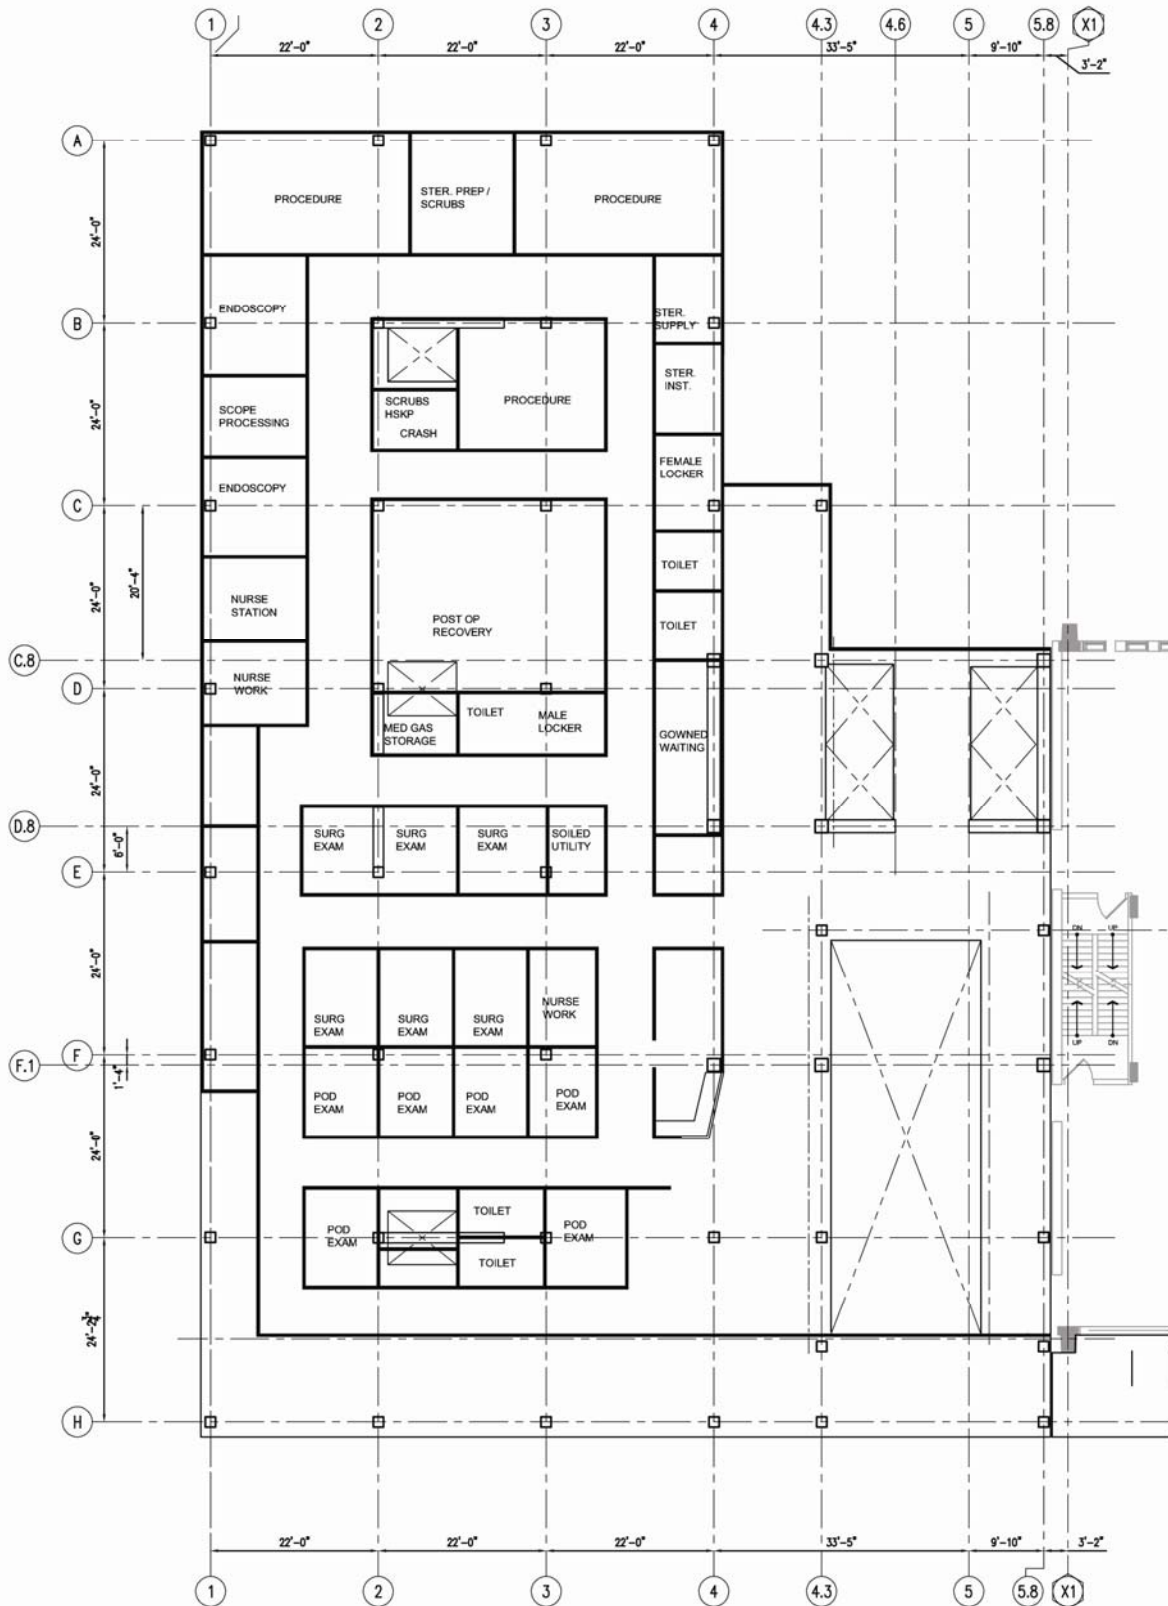 1 2 3 4 4.3 4.6 5 5.8 X1
22'-0" 22'-0" 22'-0" 33'-5" 9'-10"
3'-2"
A
PROCEDURE
STER. PREP /
SCRUBS
PROCEDURE
24'-0"
ENDOSCOPY
STER.
SUPPLY
B
STER.
INST.
SCRUBS
HSKP
CRASH
PROCEDURE
SCOPE
PROCESSING
24'-0"
FEMALE
LOCKER
ENDOSCOPY
C
TOILET
24'-0"
20'-4"
NURSE
STATION
POST OP
RECOVERY
TOILET
C.8
NURSE
WORK
D
MED GAS
STORAGE
TOILET
MALE
LOCKER
GOWNED
WAITING
24'-0"
D.8
6'-0"
SURG
EXAM
SURG
EXAM
SURG
EXAM
SOILED
UTILITY
E
24'-0"
DN UP
SURG
EXAM
SURG
EXAM
SURG
EXAM
NURSE
WORK
UP DN
F
F.1
1'-4"
POD
EXAM
POD
EXAM
POD
EXAM
POD
EXAM
24'-0"
G
POD
EXAM
TOILET
TOILET
POD
EXAM
24'-2¾"
H
22'-0" 22'-0" 22'-0" 33'-5" 9'-10" 3'-2"
1 2 3 4 4.3 5 5.8 X1